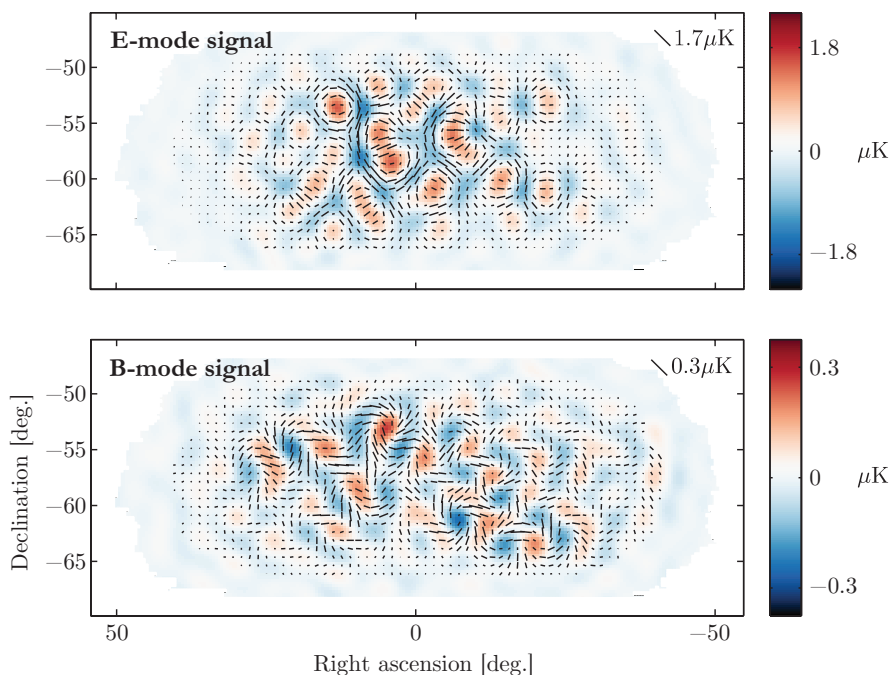 E-mode signal
1.7μK
−50
−55
−60
−65
1.8
0
−1.8
μK
B-mode signal
0.3μK
−50
−55
−60
−65
0.3
0
−0.3
μK
Declination [deg.]
50
0
−50
Right ascension [deg.]